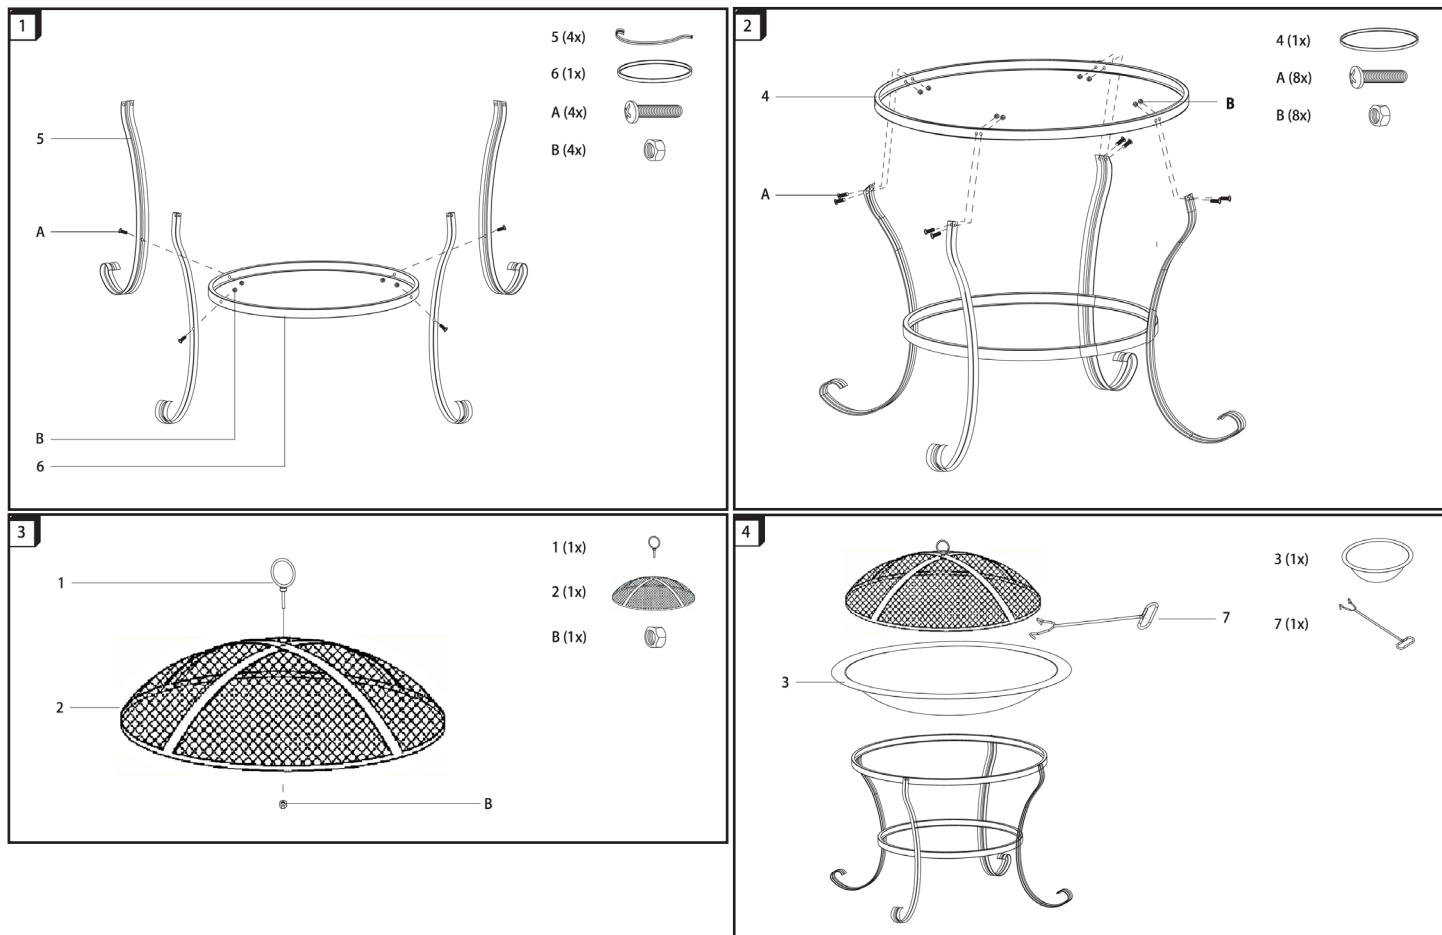 1
5 (4x)
6 (1x)
A (4x)
B (4x)
5
A
B
6
2
4 (1x)
A (8x)
B (8x)
4
B
A
3
1 (1x)
2 (1x)
B (1x)
1
2
B
4
3 (1x)
7 (1x)
7
3